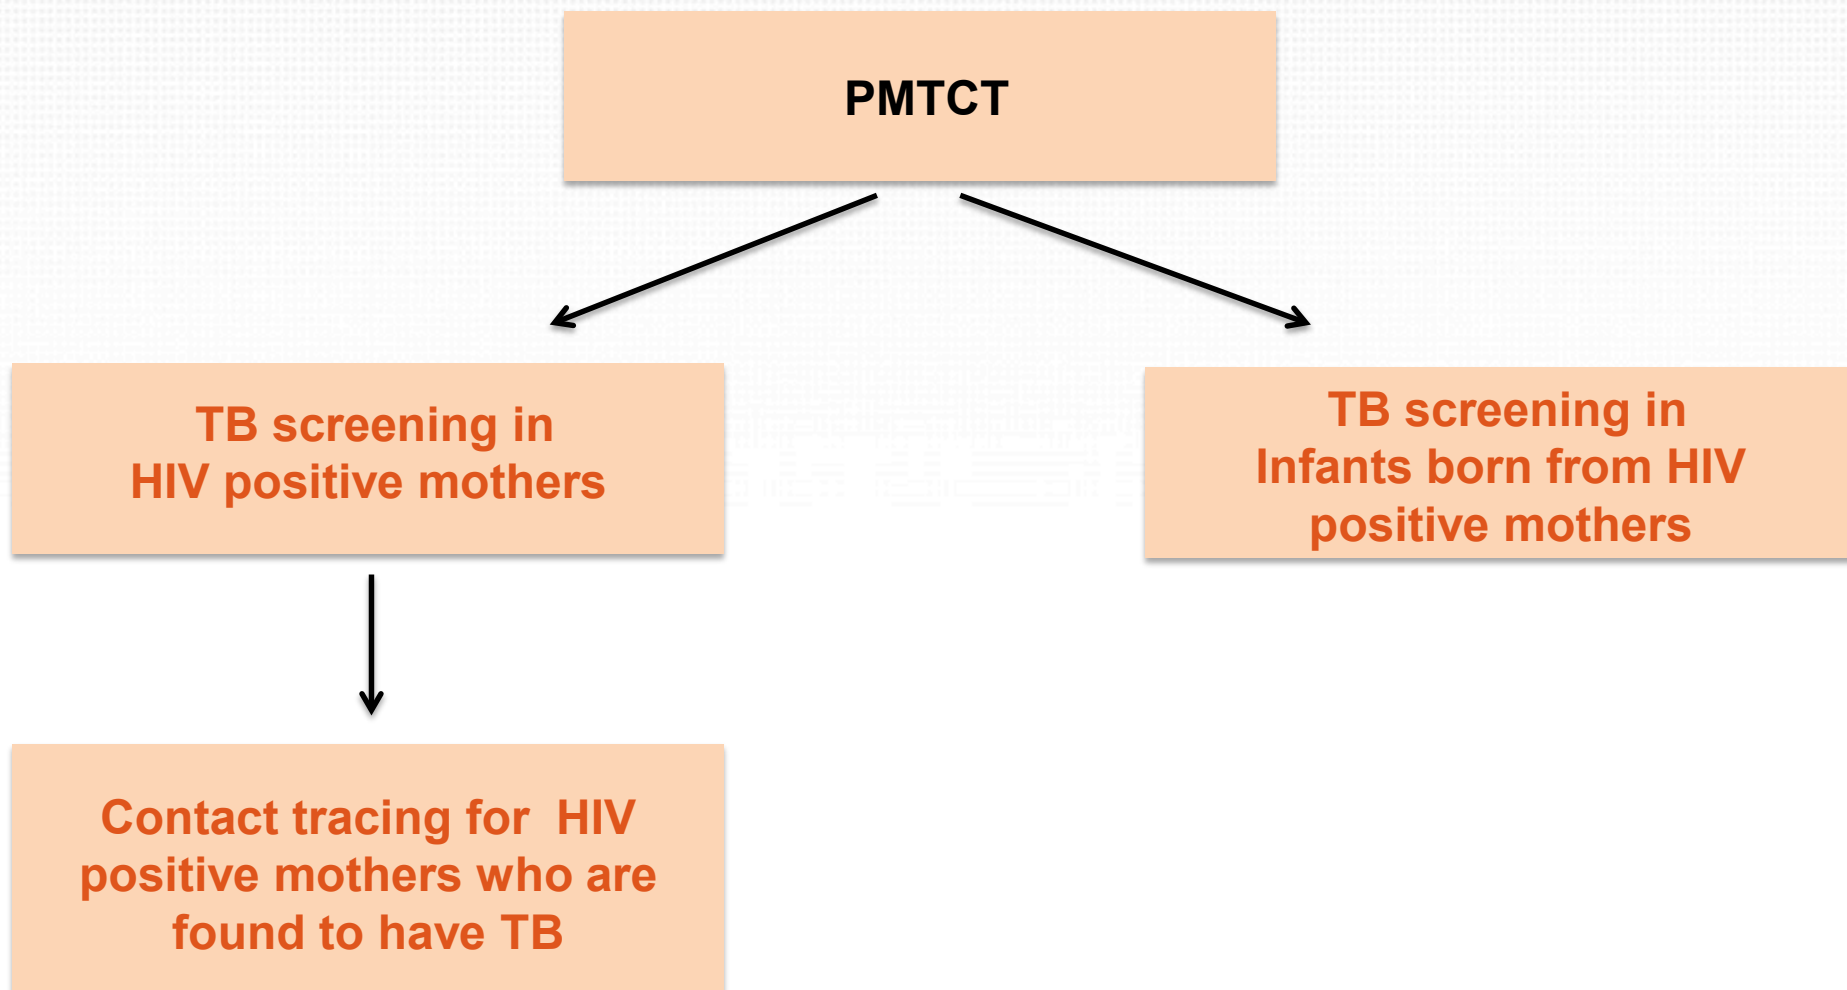 PMTCT
TB screening in
HIV positive mothers
TB screening in
Infants born from HIV
positive mothers
Contact tracing for  HIV
positive mothers who are
found to have TB